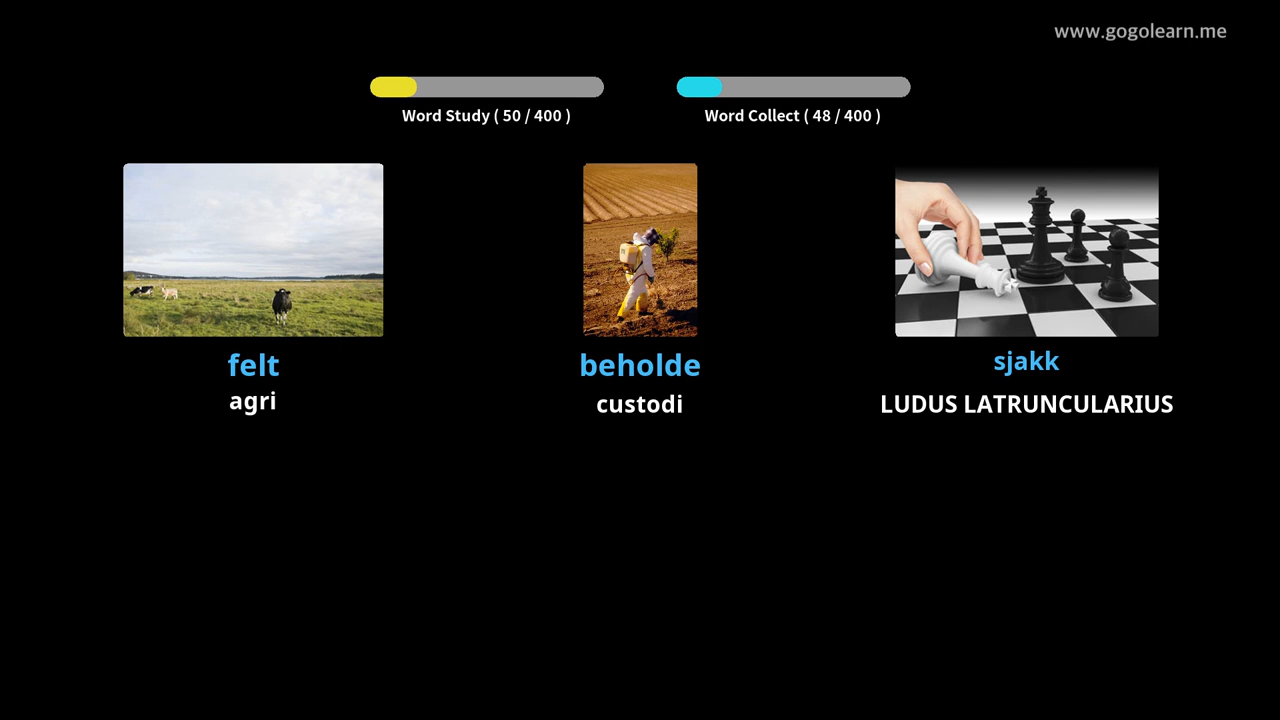 www.gogolearn.me
Word Study ( 50 / 400 )
Word Collect ( 48 / 400 )
felt
agri
beholde
custodi
sjakk
LUDUS LATRUNCULARIUS